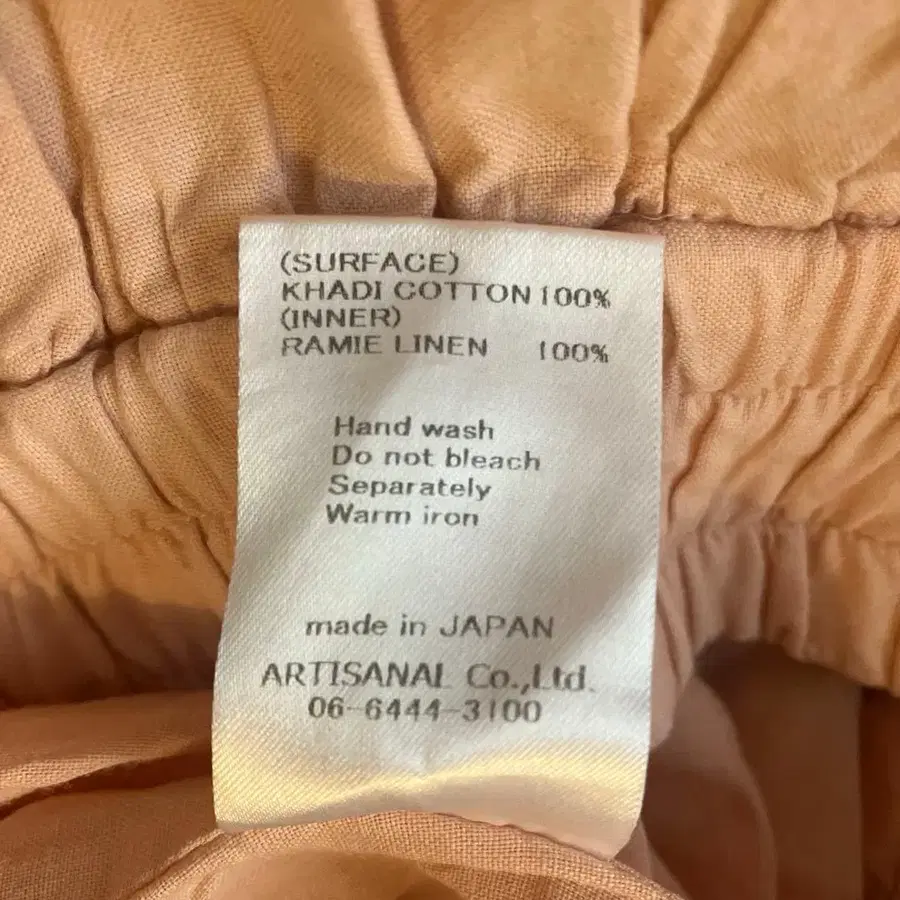 (SURFACE)
KHADI COTTON 100%
(INNER)
RAMIE LINEN 100%
Hand wash
Do not bleach
Separately
Warm iron
made in JAPAN
ARTISANAL Co.,Ltd.
06-6444-3100